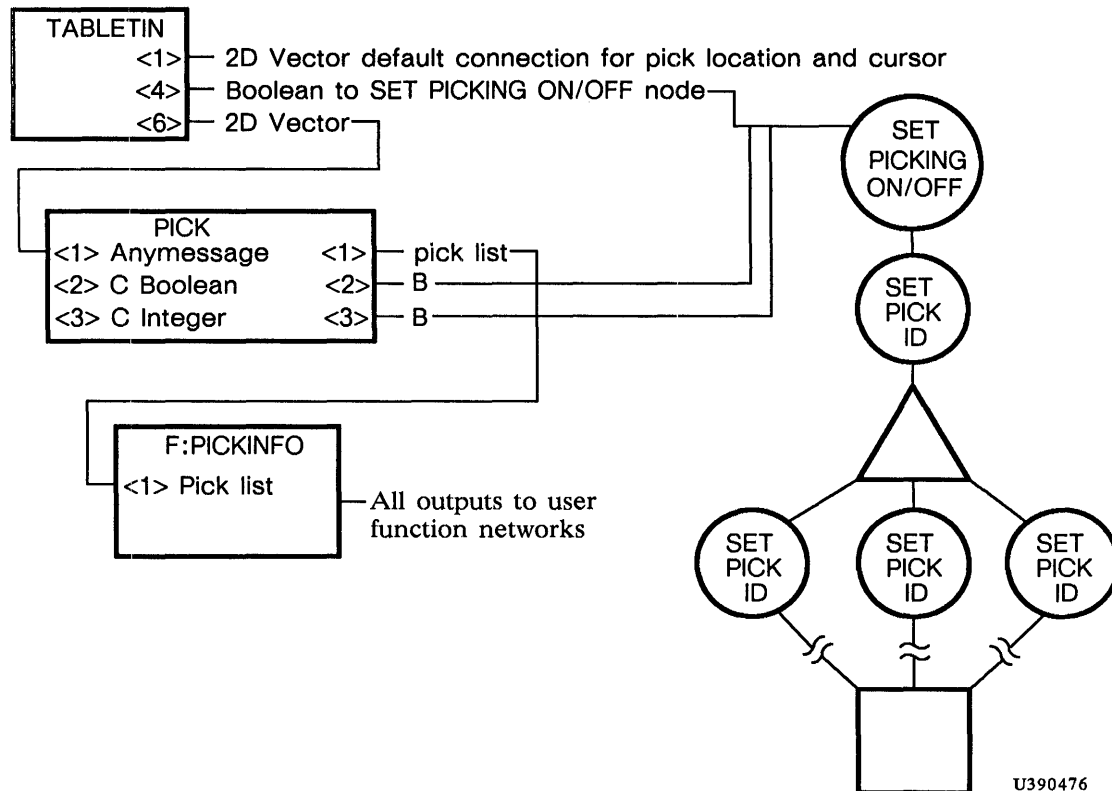 TABLETIN
<1> 2D Vector default connection for pick location and cursor
<4> Boolean to SET PICKING ON/OFF node
<6> 2D Vector
SET
PICKING
ON/OFF
PICK
<1> Anymessage <1> pick list
<2> C Boolean <2> B
<3> C Integer <3> B
SET
PICK
ID
F:PICKINFO
<1> Pick list
All outputs to user
function networks
SET
PICK
ID
SET
PICK
ID
SET
PICK
ID
U390476